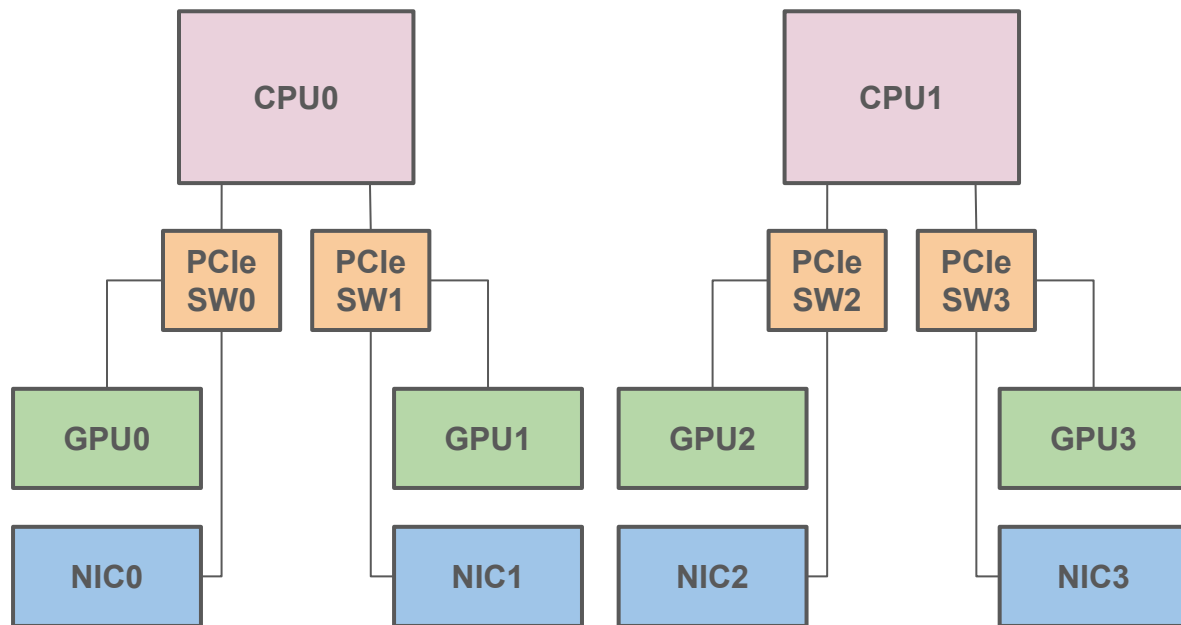 CPU0
CPU1
PCIe
SW0
PCIe
SW1
PCIe
SW2
PCIe
SW3
GPU0
GPU1
GPU2
GPU3
NIC0
NIC1
NIC2
NIC3